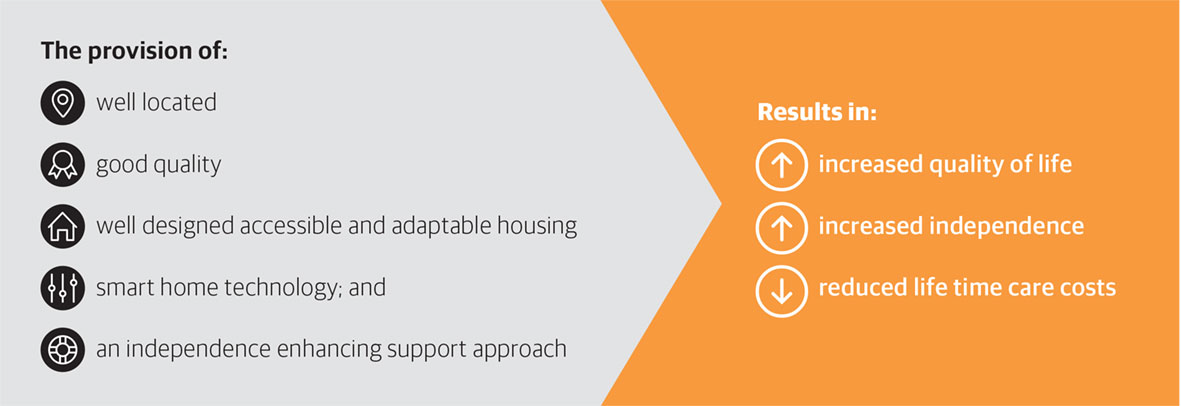 The provision of:
well located
good quality
well designed accessible and adaptable housing
smart home technology; and
an independence enhancing support approach
Results in:
increased quality of life
increased independence
reduced life time care costs